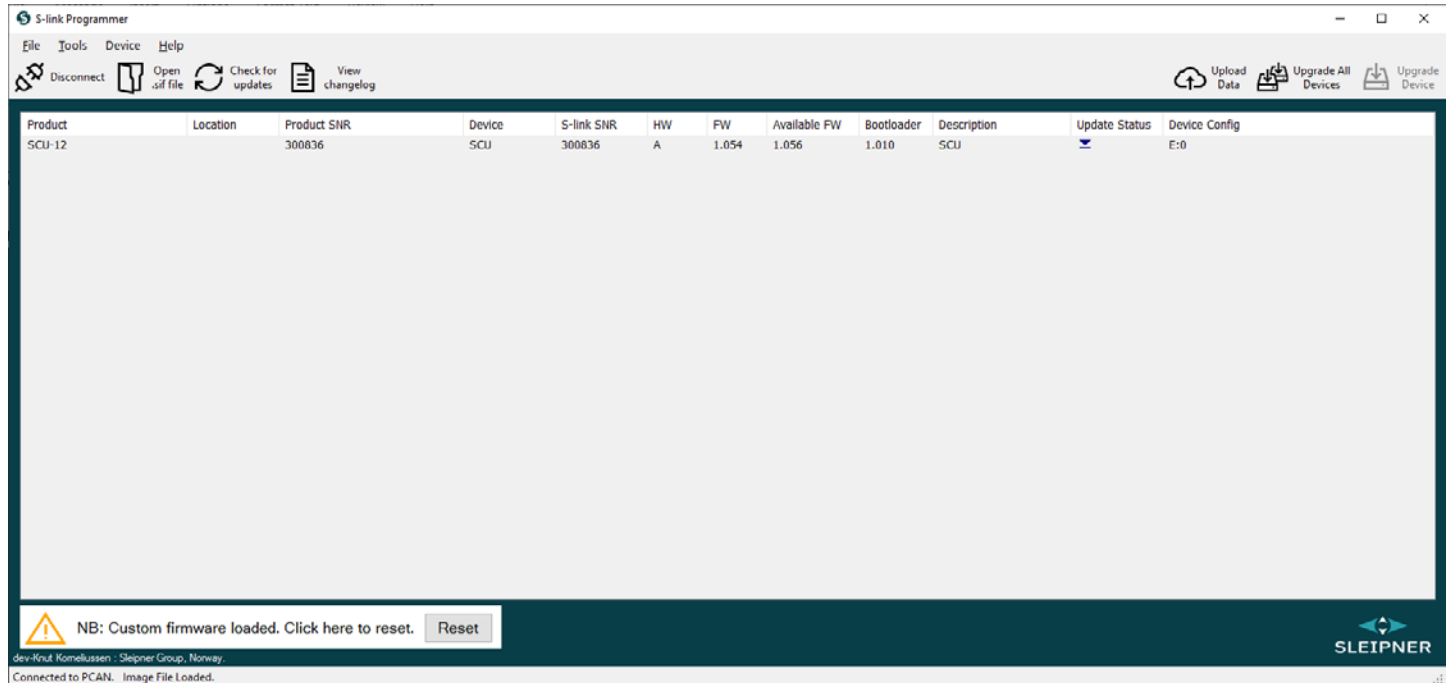 S-link Programmer
File Tools Device Help
Disconnect Open .sif file Check for updates View changelog Upload Data Upgrade All Devices Upgrade Device
Product Location Product SNR Device S-link SNR HW FW Available FW Bootloader Description Update Status Device Config
SCU-12 300836 SCU 300836 A 1.054 1.056 1.010 SCU E:0
NB: Custom firmware loaded. Click here to reset. Reset
SLEIPNER
dev-Knut Korneliussen : Sleipner Group, Norway.
Connected to PCAN. Image File Loaded.